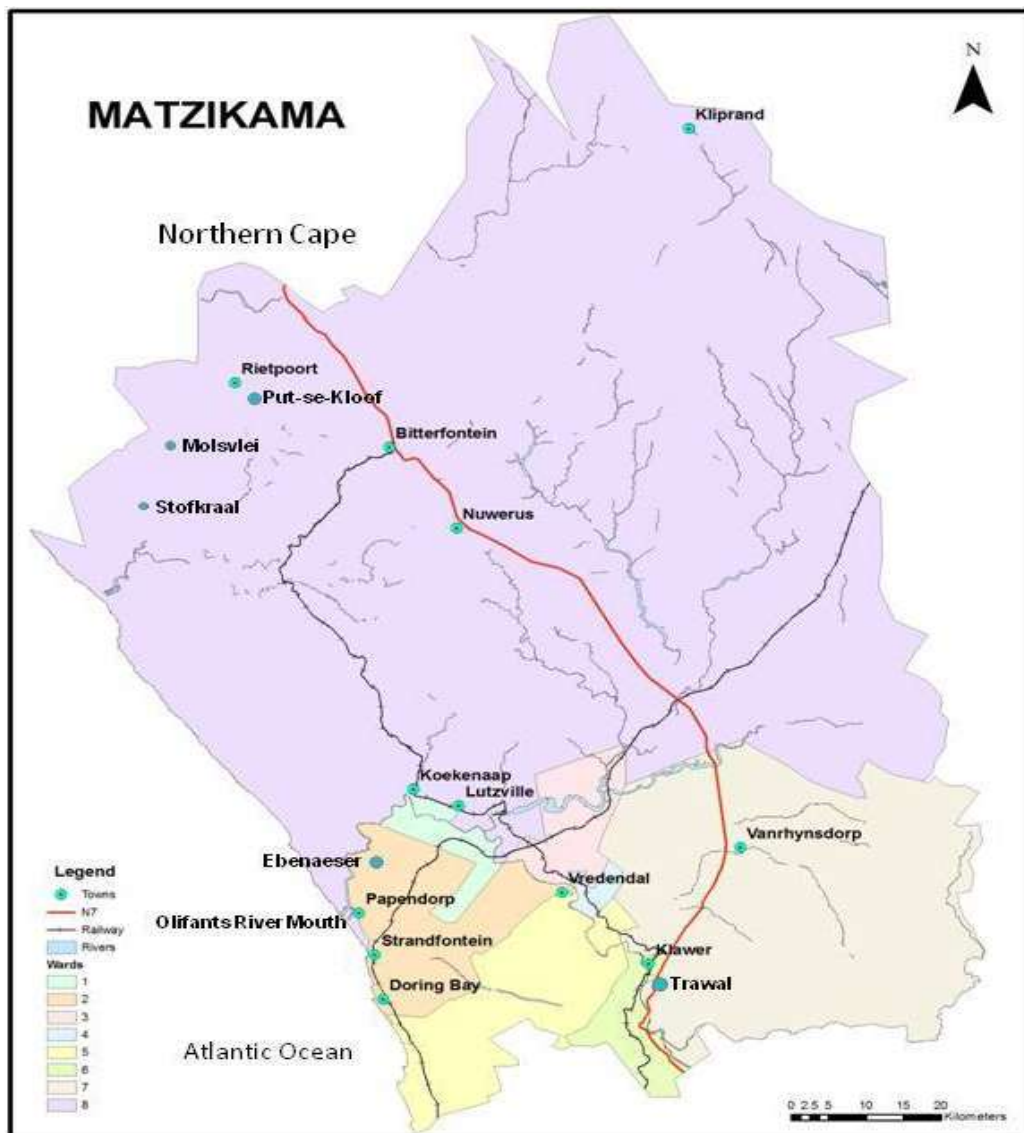 N
MATZIKAMA
Kliprand
Northern Cape
Rietpoort
Put-se-Kloof
Molsvlei
Bitterfontein
Stofkraal
Nuwerus
Koekenaap
Lutzville
Vanrhynsdorp
Ebenaeser
Vredendal
Papendorp
Olifants River Mouth
Strandfontein
Klawer
Trawal
Doring Bay
Atlantic Ocean
Legend
Towns
N7
Railway
Rivers
Wards
1
2
3
4
5
6
7
8
0 2.5 5 10 15 20
Kilometers